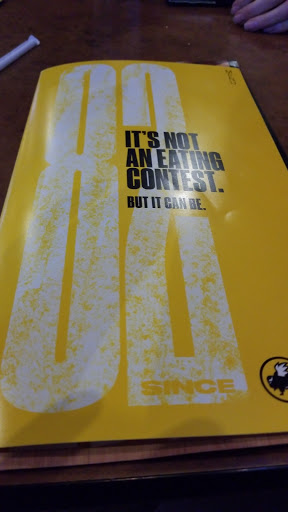 82
IT'S NOT
AN EATING
CONTEST.
BUT IT CAN BE.
SINCE